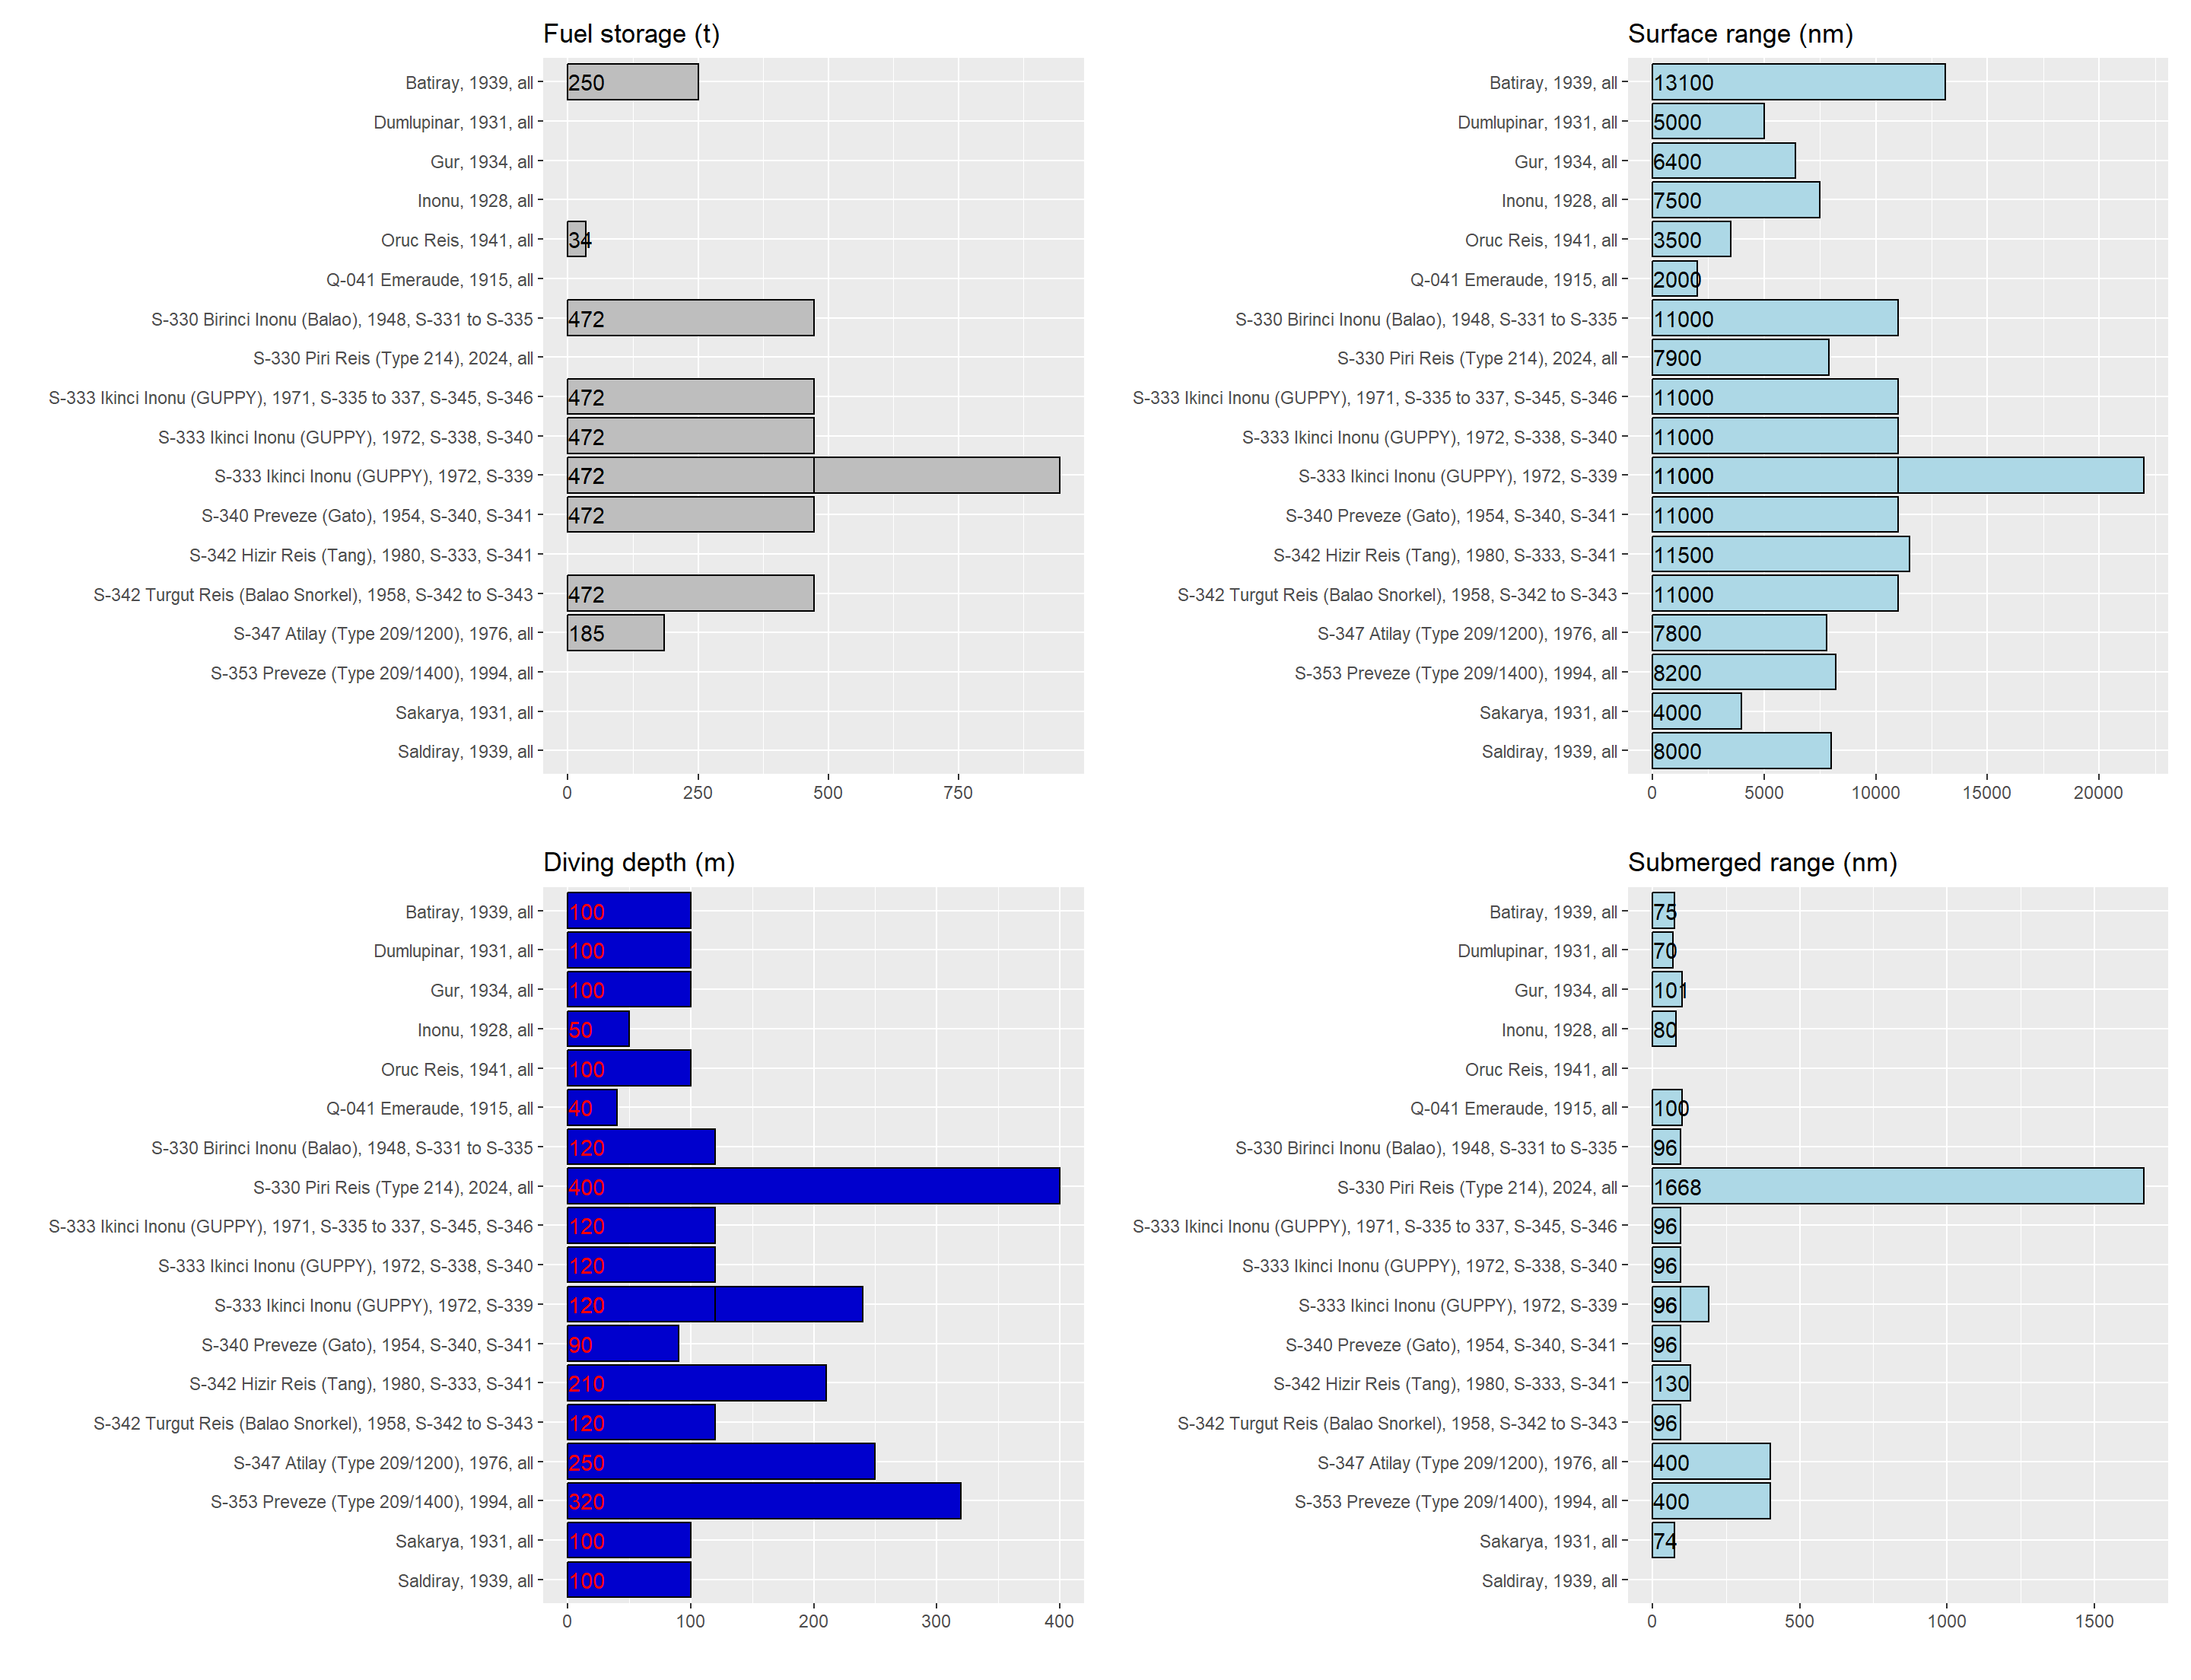 Fuel storage (t)
Batiray, 1939, all
250
Dumlupinar, 1931, all
Gur, 1934, all
Inonu, 1928, all
Oruc Reis, 1941, all
34
Q-041 Emeraude, 1915, all
S-330 Birinci Inonu (Balao), 1948, S-331 to S-335
472
S-330 Piri Reis (Type 214), 2024, all
S-333 Ikinci Inonu (GUPPY), 1971, S-335 to 337, S-345, S-346
472
S-333 Ikinci Inonu (GUPPY), 1972, S-338, S-340
472
S-333 Ikinci Inonu (GUPPY), 1972, S-339
472
S-340 Preveze (Gato), 1954, S-340, S-341
472
S-342 Hizir Reis (Tang), 1980, S-333, S-341
S-342 Turgut Reis (Balao Snorkel), 1958, S-342 to S-343
472
S-347 Atilay (Type 209/1200), 1976, all
185
S-353 Preveze (Type 209/1400), 1994, all
Sakarya, 1931, all
Saldiray, 1939, all
0 250 500 750
Surface range (nm)
Batiray, 1939, all
13100
Dumlupinar, 1931, all
5000
Gur, 1934, all
6400
Inonu, 1928, all
7500
Oruc Reis, 1941, all
3500
Q-041 Emeraude, 1915, all
2000
S-330 Birinci Inonu (Balao), 1948, S-331 to S-335
11000
S-330 Piri Reis (Type 214), 2024, all
7900
S-333 Ikinci Inonu (GUPPY), 1971, S-335 to 337, S-345, S-346
11000
S-333 Ikinci Inonu (GUPPY), 1972, S-338, S-340
11000
S-333 Ikinci Inonu (GUPPY), 1972, S-339
11000
S-340 Preveze (Gato), 1954, S-340, S-341
11000
S-342 Hizir Reis (Tang), 1980, S-333, S-341
11500
S-342 Turgut Reis (Balao Snorkel), 1958, S-342 to S-343
11000
S-347 Atilay (Type 209/1200), 1976, all
7800
S-353 Preveze (Type 209/1400), 1994, all
8200
Sakarya, 1931, all
4000
Saldiray, 1939, all
8000
0 5000 10000 15000 20000
Diving depth (m)
Batiray, 1939, all
100
Dumlupinar, 1931, all
100
Gur, 1934, all
100
Inonu, 1928, all
50
Oruc Reis, 1941, all
100
Q-041 Emeraude, 1915, all
40
S-330 Birinci Inonu (Balao), 1948, S-331 to S-335
120
S-330 Piri Reis (Type 214), 2024, all
400
S-333 Ikinci Inonu (GUPPY), 1971, S-335 to 337, S-345, S-346
120
S-333 Ikinci Inonu (GUPPY), 1972, S-338, S-340
120
S-333 Ikinci Inonu (GUPPY), 1972, S-339
120
S-340 Preveze (Gato), 1954, S-340, S-341
90
S-342 Hizir Reis (Tang), 1980, S-333, S-341
210
S-342 Turgut Reis (Balao Snorkel), 1958, S-342 to S-343
120
S-347 Atilay (Type 209/1200), 1976, all
250
S-353 Preveze (Type 209/1400), 1994, all
320
Sakarya, 1931, all
100
Saldiray, 1939, all
100
0 100 200 300 400
Submerged range (nm)
Batiray, 1939, all
75
Dumlupinar, 1931, all
70
Gur, 1934, all
101
Inonu, 1928, all
80
Oruc Reis, 1941, all
Q-041 Emeraude, 1915, all
100
S-330 Birinci Inonu (Balao), 1948, S-331 to S-335
96
S-330 Piri Reis (Type 214), 2024, all
1668
S-333 Ikinci Inonu (GUPPY), 1971, S-335 to 337, S-345, S-346
96
S-333 Ikinci Inonu (GUPPY), 1972, S-338, S-340
96
S-333 Ikinci Inonu (GUPPY), 1972, S-339
96
S-340 Preveze (Gato), 1954, S-340, S-341
96
S-342 Hizir Reis (Tang), 1980, S-333, S-341
130
S-342 Turgut Reis (Balao Snorkel), 1958, S-342 to S-343
96
S-347 Atilay (Type 209/1200), 1976, all
400
S-353 Preveze (Type 209/1400), 1994, all
400
Sakarya, 1931, all
74
Saldiray, 1939, all
0 500 1000 1500